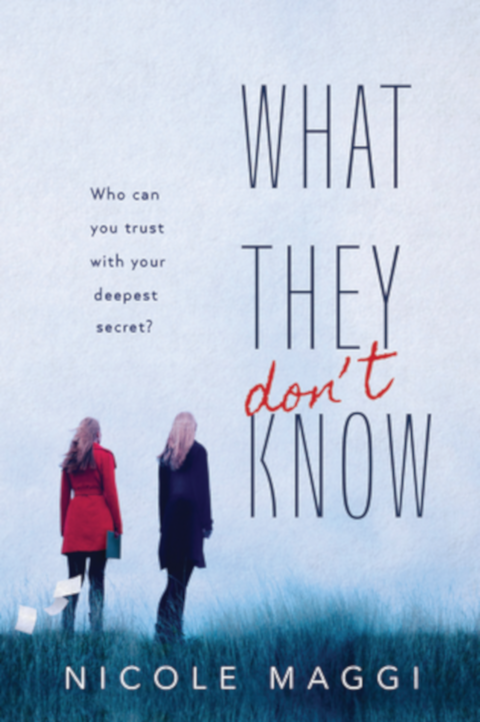 WHAT
THEY
don't
KNOW
Who can
you trust
with your
deepest
secret?
NICOLE MAGGI